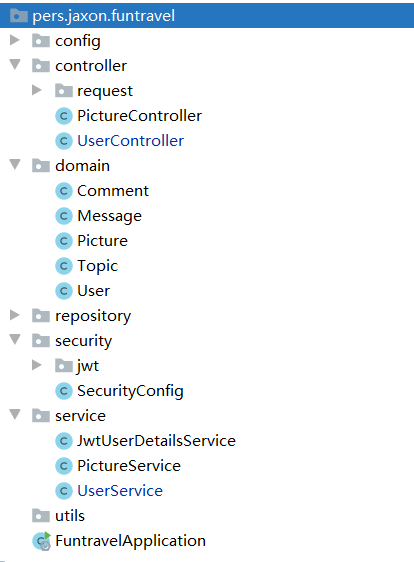 pers.jaxon.funtravel
config
controller
request
C PictureController
C UserController
domain
C Comment
C Message
C Picture
C Topic
C User
repository
security
jwt
C SecurityConfig
service
C JwtUserDetailsService
C PictureService
C UserService
utils
C FuntravelApplication